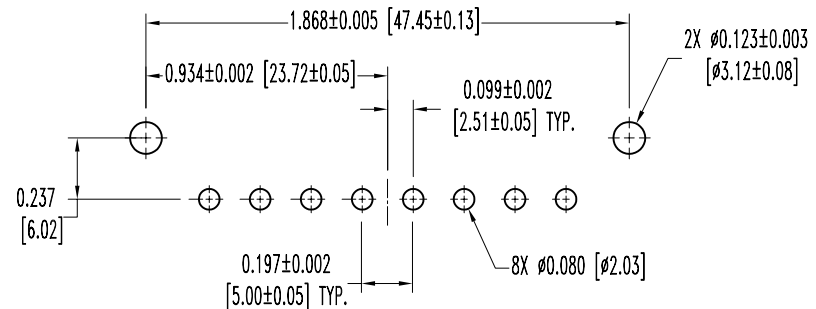 1.868±0.005 [47.45±0.13]
2X ø0.123±0.003
[ø3.12±0.08]
0.934±0.002 [23.72±0.05]
0.099±0.002
[2.51±0.05] TYP.
0.237
[6.02]
0.197±0.002
[5.00±0.05] TYP.
8X ø0.080 [ø2.03]